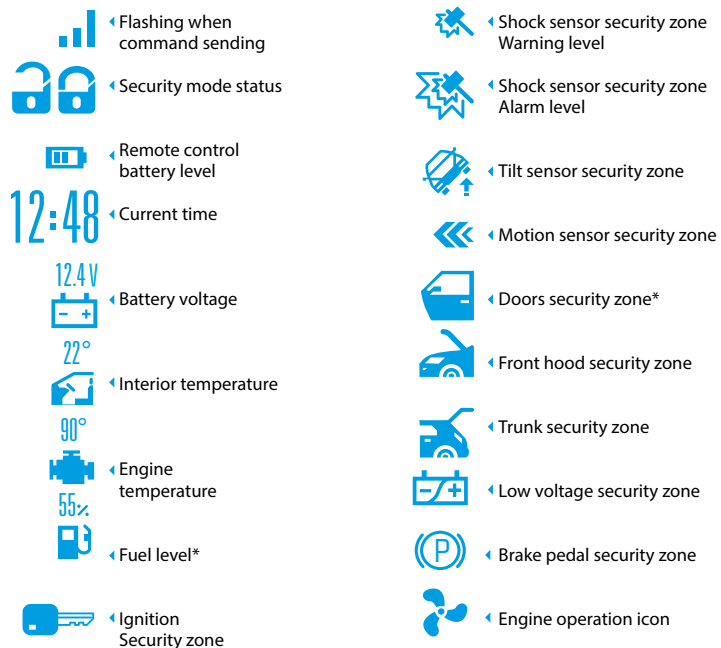 Flashing when
command sending
Security mode status
Remote control
battery level
12:48
Current time
12.4 V
Battery voltage
22°
Interior temperature
90°
Engine
temperature
55%
Fuel level*
Ignition
Security zone
Shock sensor security zone
Warning level
Shock sensor security zone
Alarm level
Tilt sensor security zone
Motion sensor security zone
Doors security zone*
Front hood security zone
Trunk security zone
Low voltage security zone
P
Brake pedal security zone
Engine operation icon